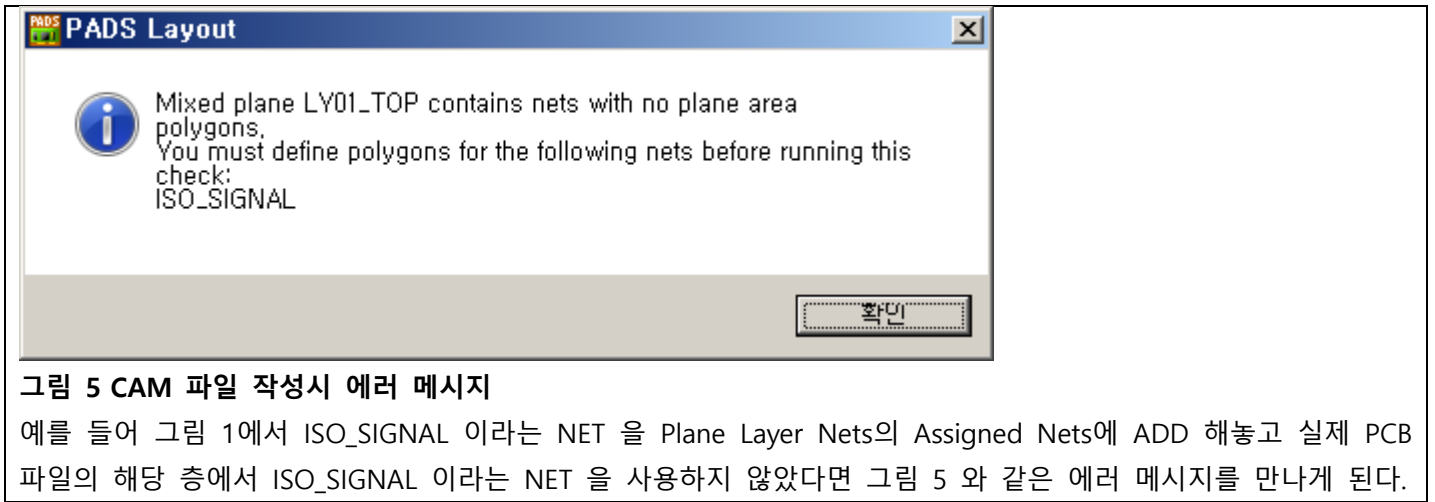 PADS
PADS Layout
Mixed plane LY01_TOP contains nets with no plane area
polygons,
You must define polygons for the following nets before running this
check:
ISO_SIGNAL
확인
그림 5 CAM 파일 작성시 에러 메시지
예를 들어 그림 1에서 ISO_SIGNAL 이라는 NET 을 Plane Layer Nets의 Assigned Nets에 ADD 해놓고 실제 PCB
파일의 해당 층에서 ISO_SIGNAL 이라는 NET 을 사용하지 않았다면 그림 5 와 같은 에러 메시지를 만나게 된다.